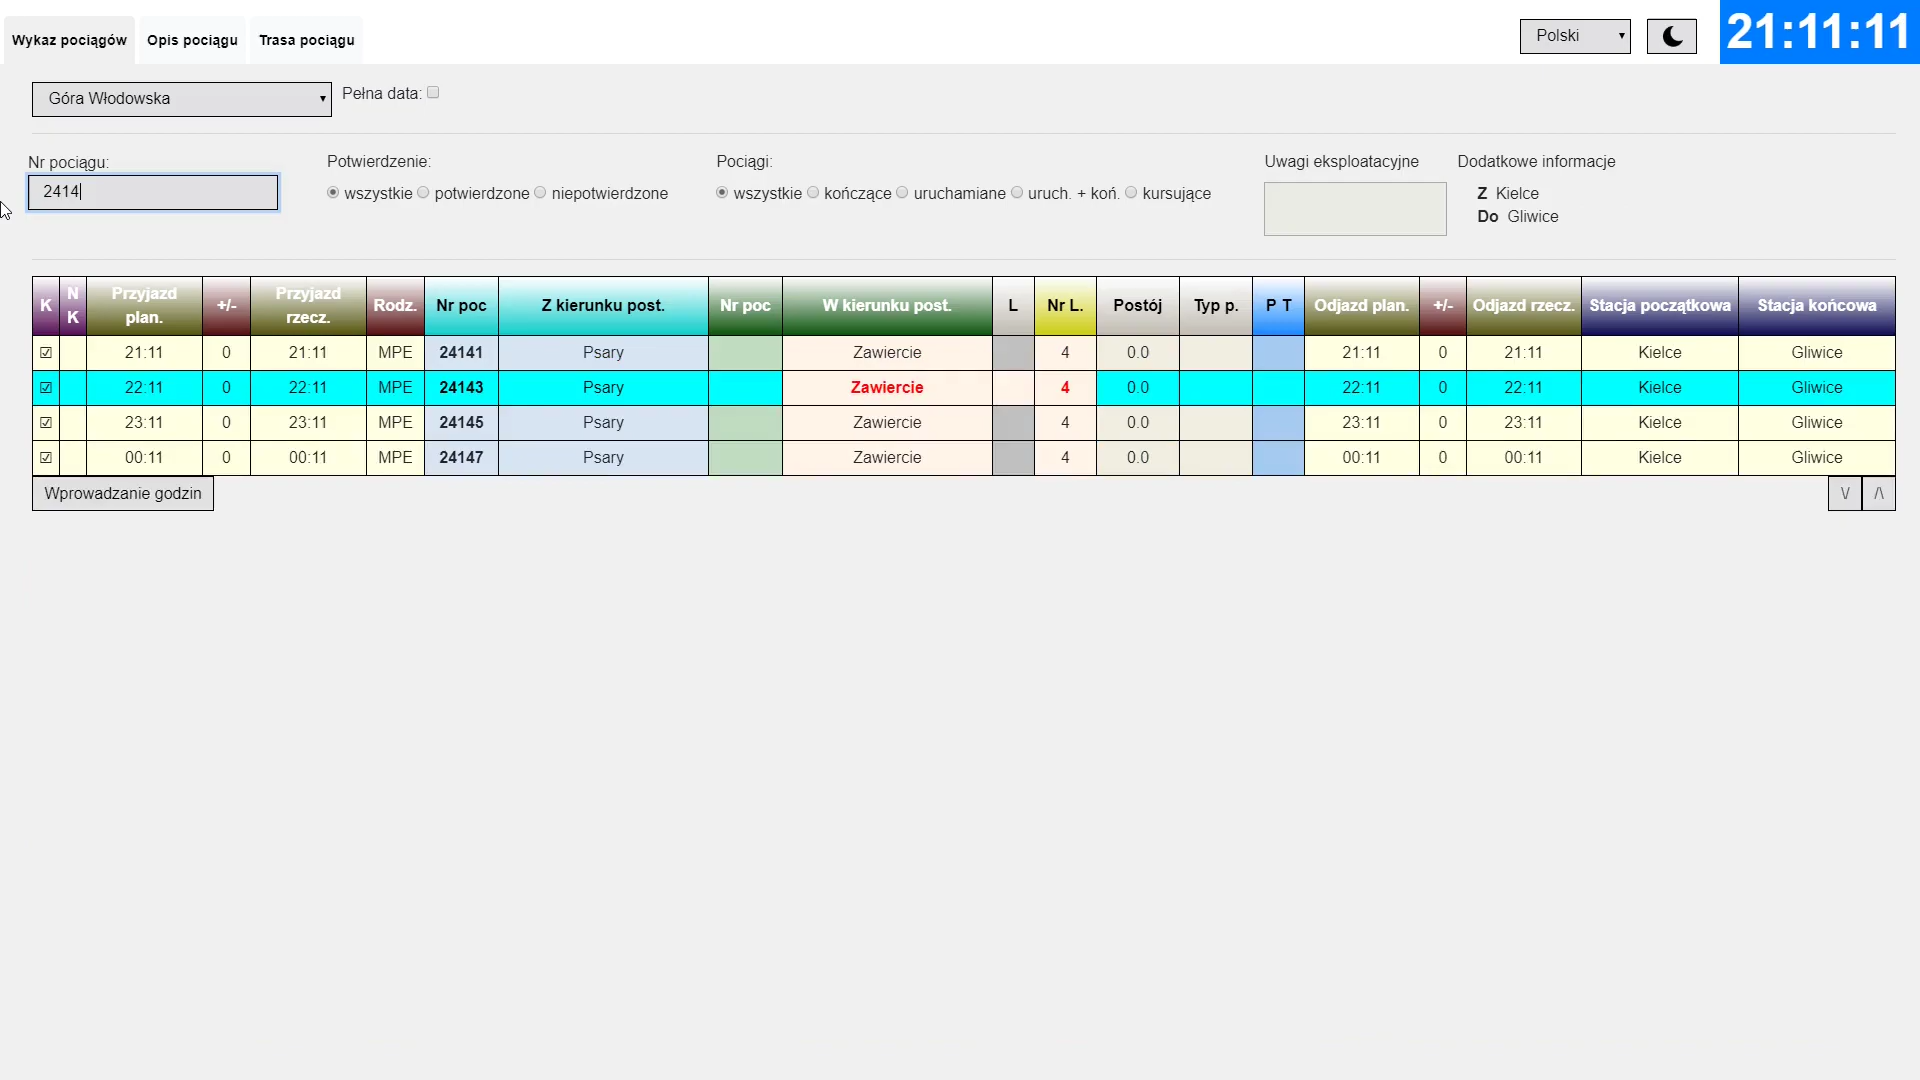 Wykaz pociągów Opis pociągu Trasa pociągu Polski 21:11:11
Góra Włodowska Pełna data:
Nr pociągu: Potwierdzenie: Pociągi: Uwagi eksploatacyjne Dodatkowe informacje
2414 wszystkie potwierdzone niepotwierdzone wszystkie kończące uruchamiane uruch. + koń. kursujące Z Kielce
Do Gliwice
K N K Przyjazd plan. +/- Przyjazd rzecz. Rodz. Nr poc Z kierunku post. Nr poc W kierunku post. L Nr L. Postój Typ p. P T Odjazd plan. +/- Odjazd rzecz. Stacja początkowa Stacja końcowa
21:11 0 21:11 MPE 24141 Psary Zawiercie 4 0.0 21:11 0 21:11 Kielce Gliwice
22:11 0 22:11 MPE 24143 Psary Zawiercie 4 0.0 22:11 0 22:11 Kielce Gliwice
23:11 0 23:11 MPE 24145 Psary Zawiercie 4 0.0 23:11 0 23:11 Kielce Gliwice
00:11 0 00:11 MPE 24147 Psary Zawiercie 4 0.0 00:11 0 00:11 Kielce Gliwice
Wprowadzanie godzin \/ /\